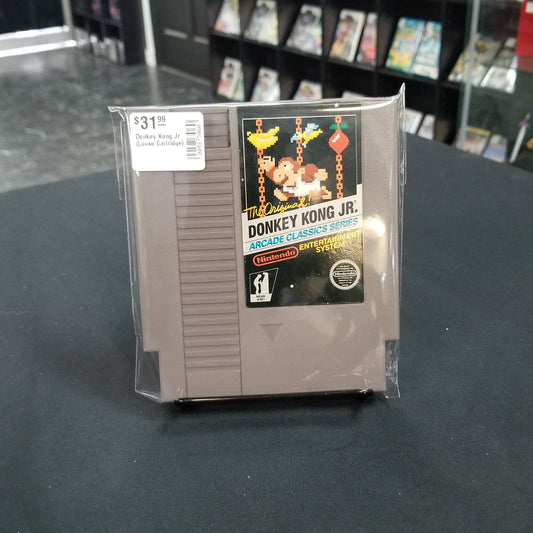 $31.99
Donkey Kong Jr.
(Loose Cartridge)
The Original
DONKEY KONG JR.
ARCADE CLASSICS SERIES
Nintendo
ENTERTAINMENT
SYSTEM